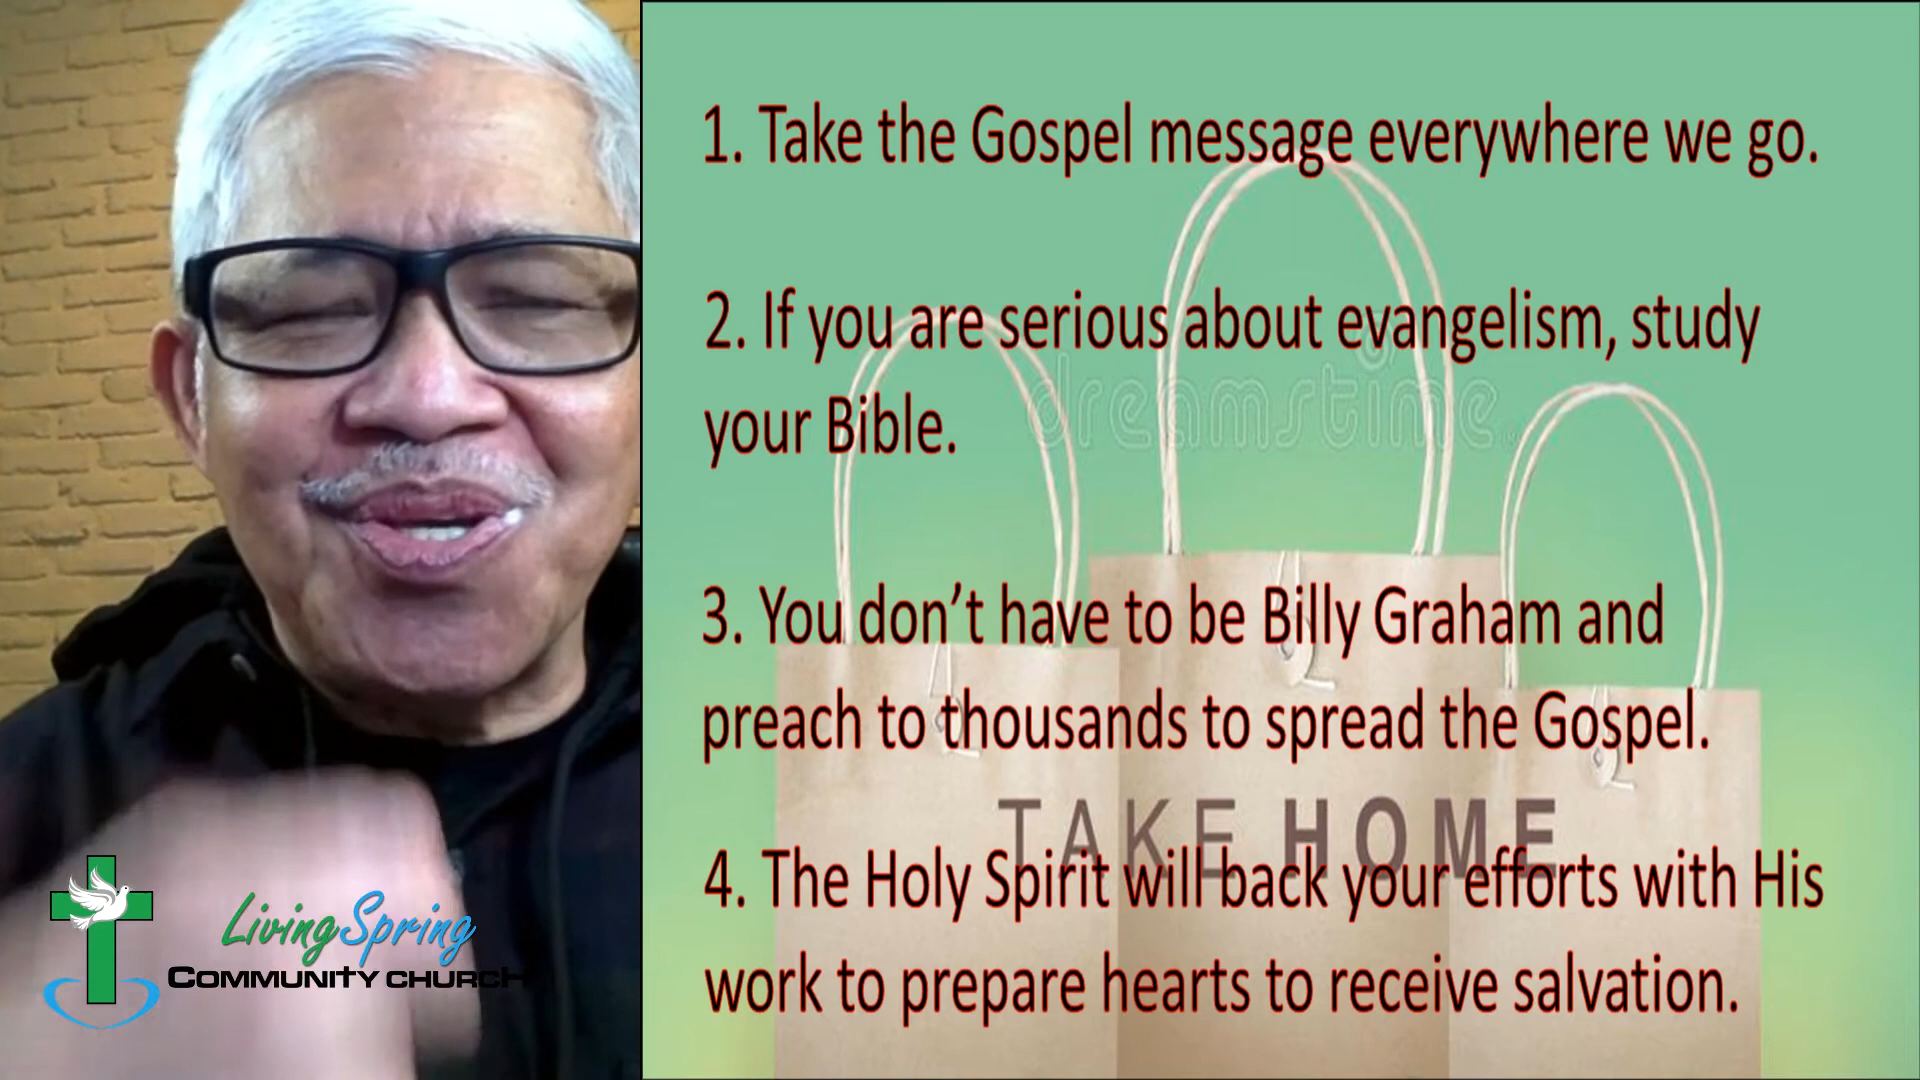 1. Take the Gospel message everywhere we go.
2. If you are serious about evangelism, study
your Bible.
dreamstime
3. You don’t have to be Billy Graham and
preach to thousands to spread the Gospel.
TAKE HOME
4. The Holy Spirit will back your efforts with His
work to prepare hearts to receive salvation.
LivingSpring
COMMUNITY CHURCH